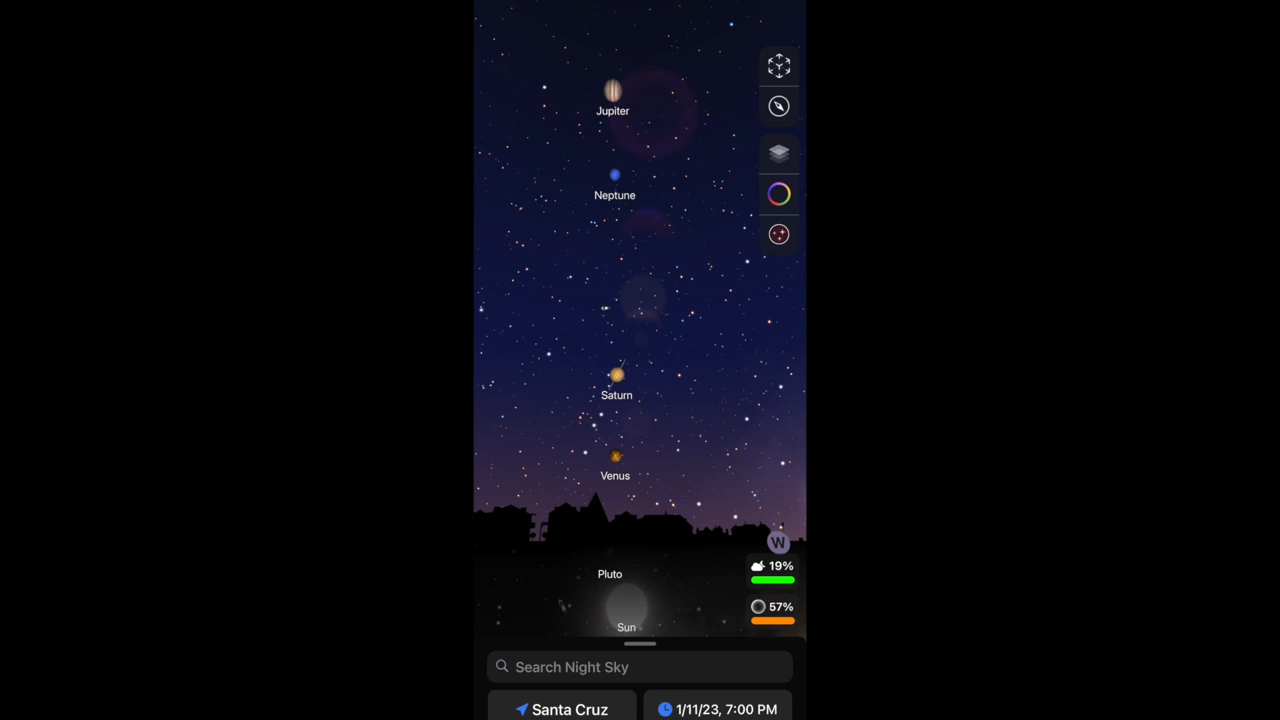 Jupiter
Neptune
Saturn
Venus
W
19%
Pluto
57%
Sun
Search Night Sky
Santa Cruz
1/11/23, 7:00 PM